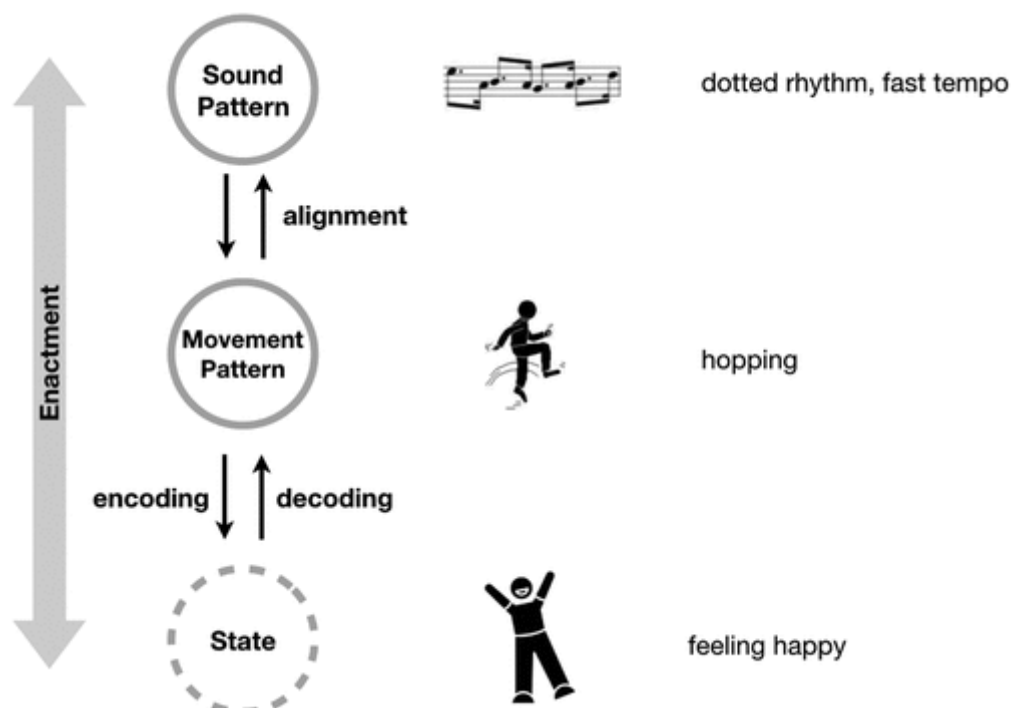 Sound
Pattern
dotted rhythm, fast tempo
alignment
Enactment
Movement
Pattern
hopping
encoding
decoding
State
feeling happy